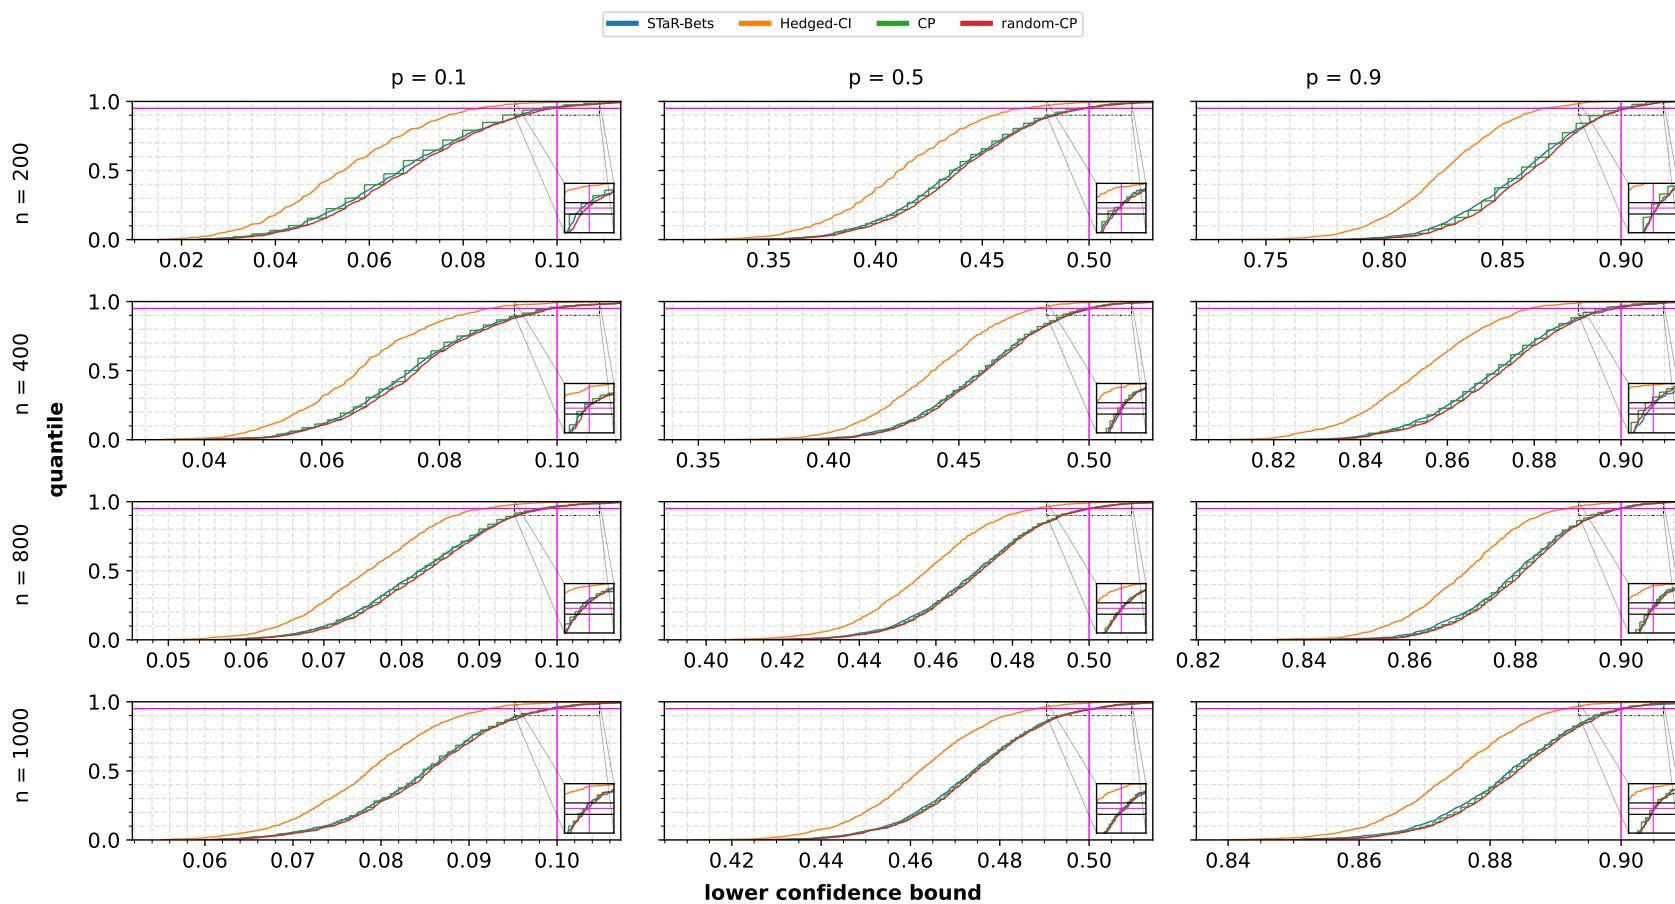 STaR-Bets Hedged-CI CP random-CP
p = 0.1 p = 0.5 p = 0.9
n = 200
1.0
0.5
0.0
0.02 0.04 0.06 0.08 0.10
0.35 0.40 0.45 0.50
0.75 0.80 0.85 0.90
n = 400
1.0
0.5
0.0
0.04 0.06 0.08 0.10
0.35 0.40 0.45 0.50
0.82 0.84 0.86 0.88 0.90
quantile
n = 800
1.0
0.5
0.0
0.05 0.06 0.07 0.08 0.09 0.10
0.40 0.42 0.44 0.46 0.48 0.50
0.82 0.84 0.86 0.88 0.90
n = 1000
1.0
0.5
0.0
0.06 0.07 0.08 0.09 0.10
0.42 0.44 0.46 0.48 0.50
0.84 0.86 0.88 0.90
lower confidence bound